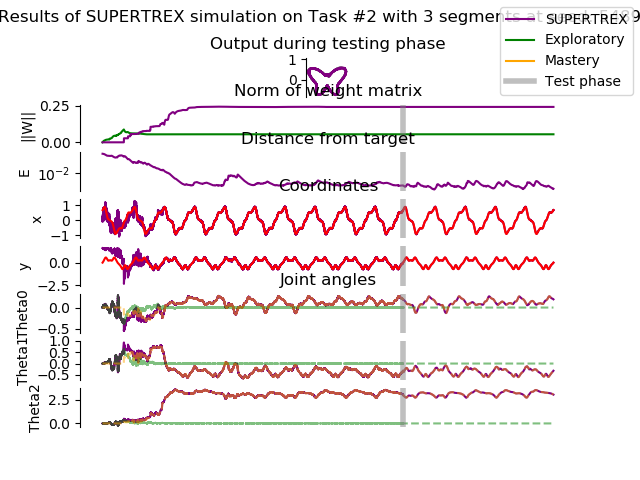 Results of SUPERTREX simulation on Task #2 with 3 segments
SUPERTREX
Exploratory
Mastery
Test phase
Output during testing phase
1
0
Norm of weight matrix
||W||
0.25
0.00
Distance from target
E
10⁻²
Coordinates
x
1
0
−1
y
0.0
−2.5
Joint angles
Theta0
0.0
−0.5
Theta1
1.0
0.5
0.0
−0.5
Theta2
2.5
0.0